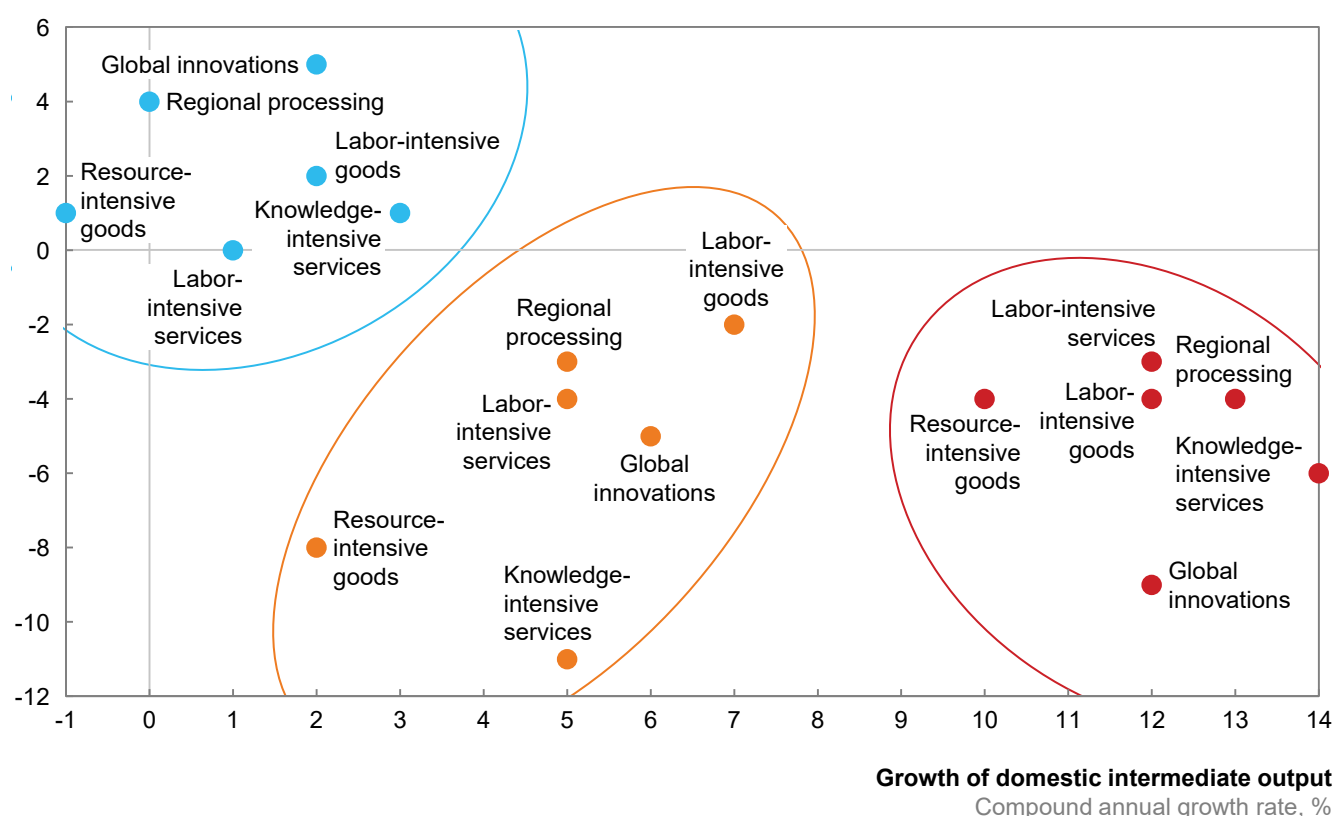 6
Global innovations
4
Regional processing
Labor-intensive
goods
2
Resource-
intensive
goods
Knowledge-
intensive
services
0
Labor-
intensive
services
Labor-
intensive
goods
-2
Regional
processing
Labor-intensive
services
Regional
processing
-4
Labor-
intensive
services
Resource-
intensive
goods
Labor-
intensive
goods
Global
innovations
-6
Knowledge-
intensive
services
-8
Resource-
intensive
goods
Knowledge-
intensive
services
Global
innovations
-10
-12
-1 0 1 2 3 4 5 6 7 8 9 10 11 12 13 14
Growth of domestic intermediate output
Compound annual growth rate, %